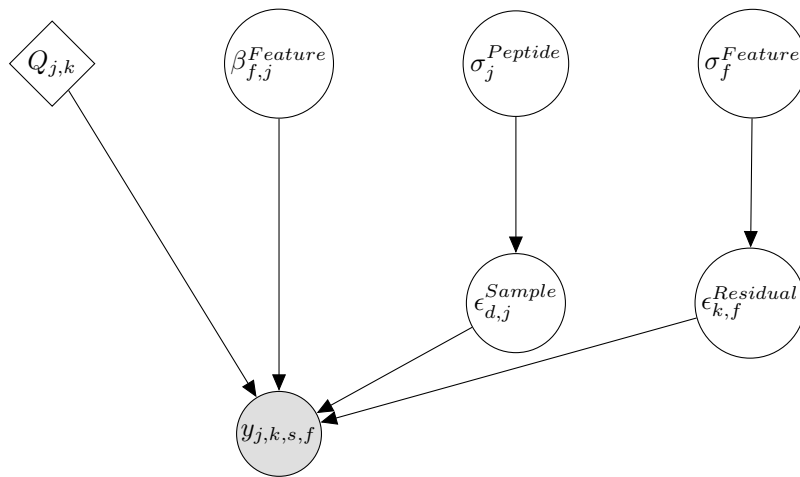 Q_{j,k}
β_{f,j}^{Feature}
σ_j^{Peptide}
σ_f^{Feature}
ϵ_{d,j}^{Sample}
ϵ_{k,f}^{Residual}
y_{j,k,s,f}